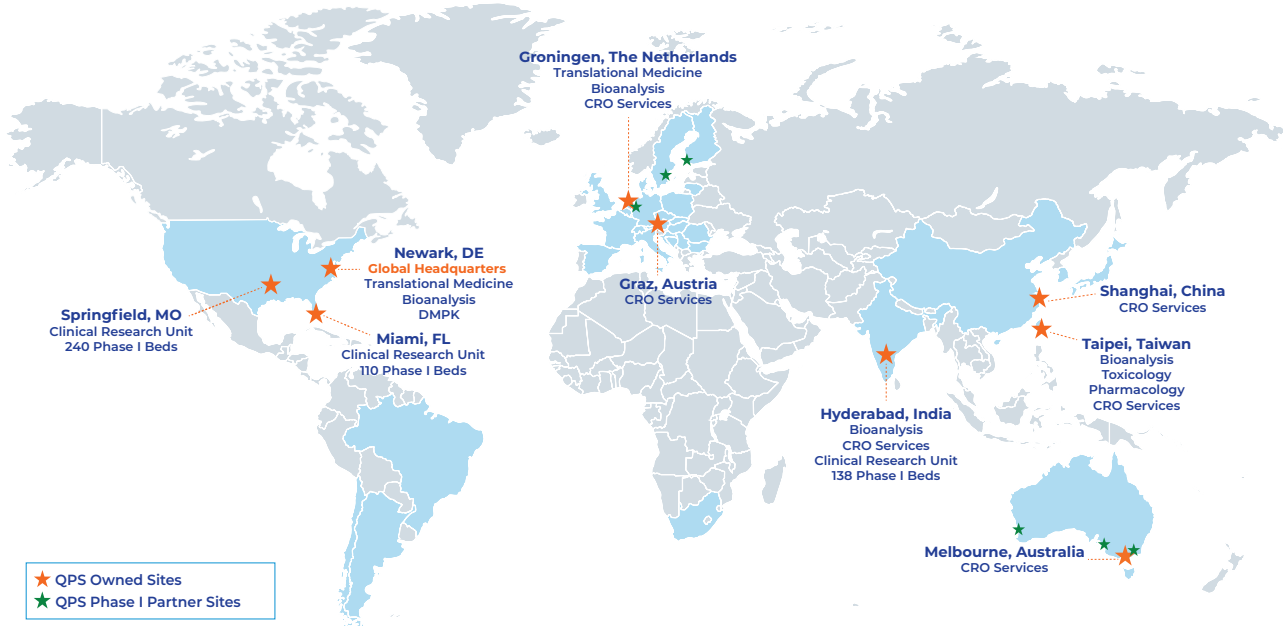 Groningen, The Netherlands
Translational Medicine
Bioanalysis
CRO Services
Newark, DE
Global Headquarters
Translational Medicine
Bioanalysis
DMPK
Springfield, MO
Clinical Research Unit
240 Phase I Beds
Miami, FL
Clinical Research Unit
110 Phase I Beds
Graz, Austria
CRO Services
Shanghai, China
CRO Services
Taipei, Taiwan
Bioanalysis
Toxicology
Pharmacology
CRO Services
Hyderabad, India
Bioanalysis
CRO Services
Clinical Research Unit
138 Phase I Beds
Melbourne, Australia
CRO Services
QPS Owned Sites
QPS Phase I Partner Sites